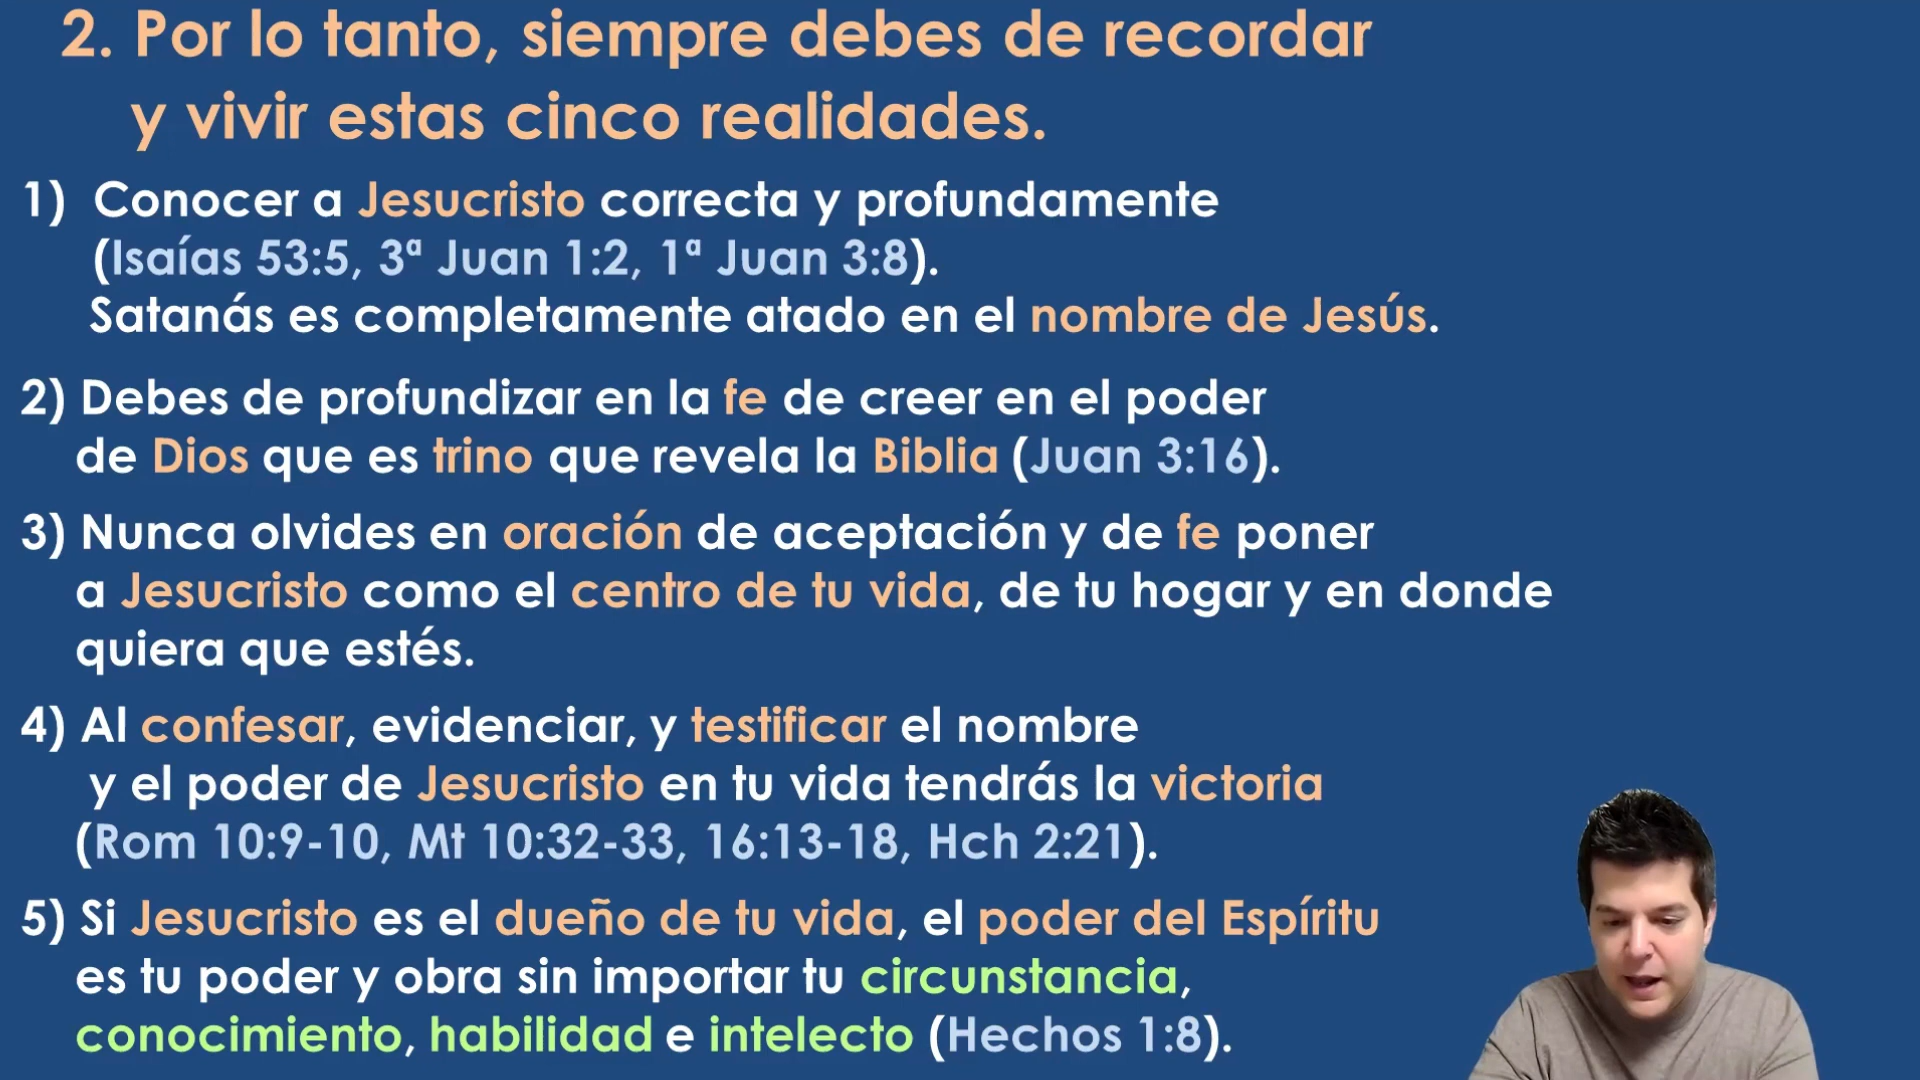 2. Por lo tanto, siempre debes de recordar
y vivir estas cinco realidades.
1) Conocer a Jesucristo correcta y profundamente
(Isaías 53:5, 3ª Juan 1:2, 1ª Juan 3:8).
Satanás es completamente atado en el nombre de Jesús.
2) Debes de profundizar en la fe de creer en el poder
de Dios que es trino que revela la Biblia (Juan 3:16).
3) Nunca olvides en oración de aceptación y de fe poner
a Jesucristo como el centro de tu vida, de tu hogar y en donde
quiera que estés.
4) Al confesar, evidenciar, y testificar el nombre
y el poder de Jesucristo en tu vida tendrás la victoria
(Rom 10:9-10, Mt 10:32-33, 16:13-18, Hch 2:21).
5) Si Jesucristo es el dueño de tu vida, el poder del Espíritu
es tu poder y obra sin importar tu circunstancia,
conocimiento, habilidad e intelecto (Hechos 1:8).